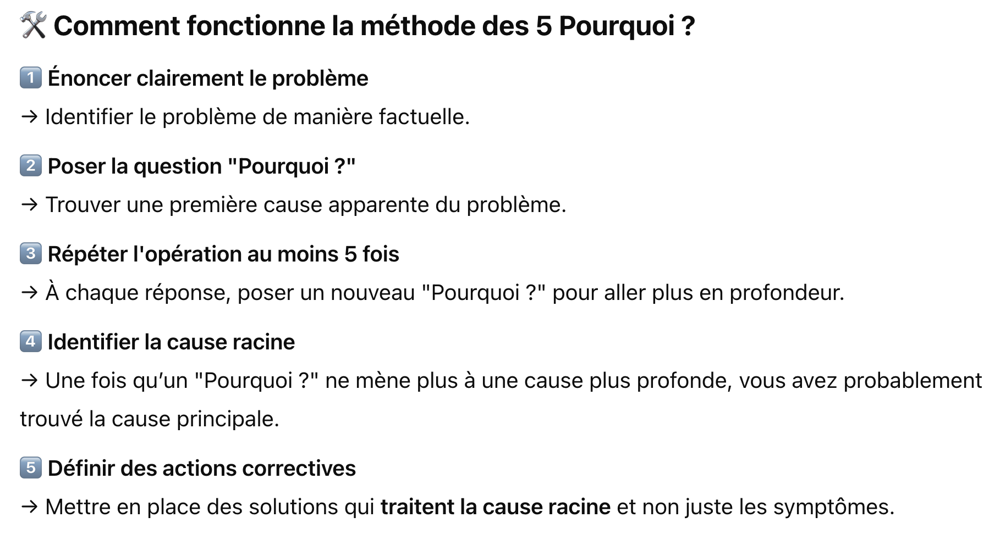 🛠️ Comment fonctionne la méthode des 5 Pourquoi ?
1️⃣ Énoncer clairement le problème
→ Identifier le problème de manière factuelle.
2️⃣ Poser la question "Pourquoi ?"
→ Trouver une première cause apparente du problème.
3️⃣ Répéter l'opération au moins 5 fois
→ À chaque réponse, poser un nouveau "Pourquoi ?" pour aller plus en profondeur.
4️⃣ Identifier la cause racine
→ Une fois qu’un "Pourquoi ?" ne mène plus à une cause plus profonde, vous avez probablement
trouvé la cause principale.
5️⃣ Définir des actions correctives
→ Mettre en place des solutions qui traitent la cause racine et non juste les symptômes.